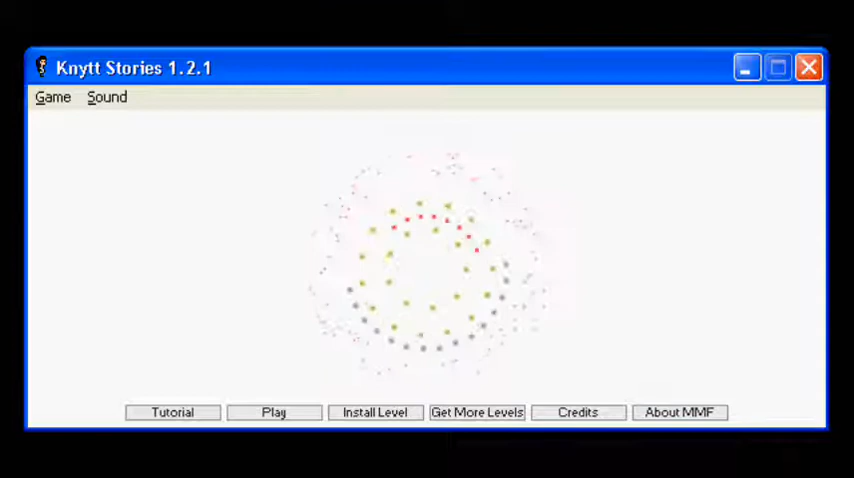 Knytt Stories 1.2.1
Game Sound
Tutorial Play Install Level Get More Levels Credits About MMF